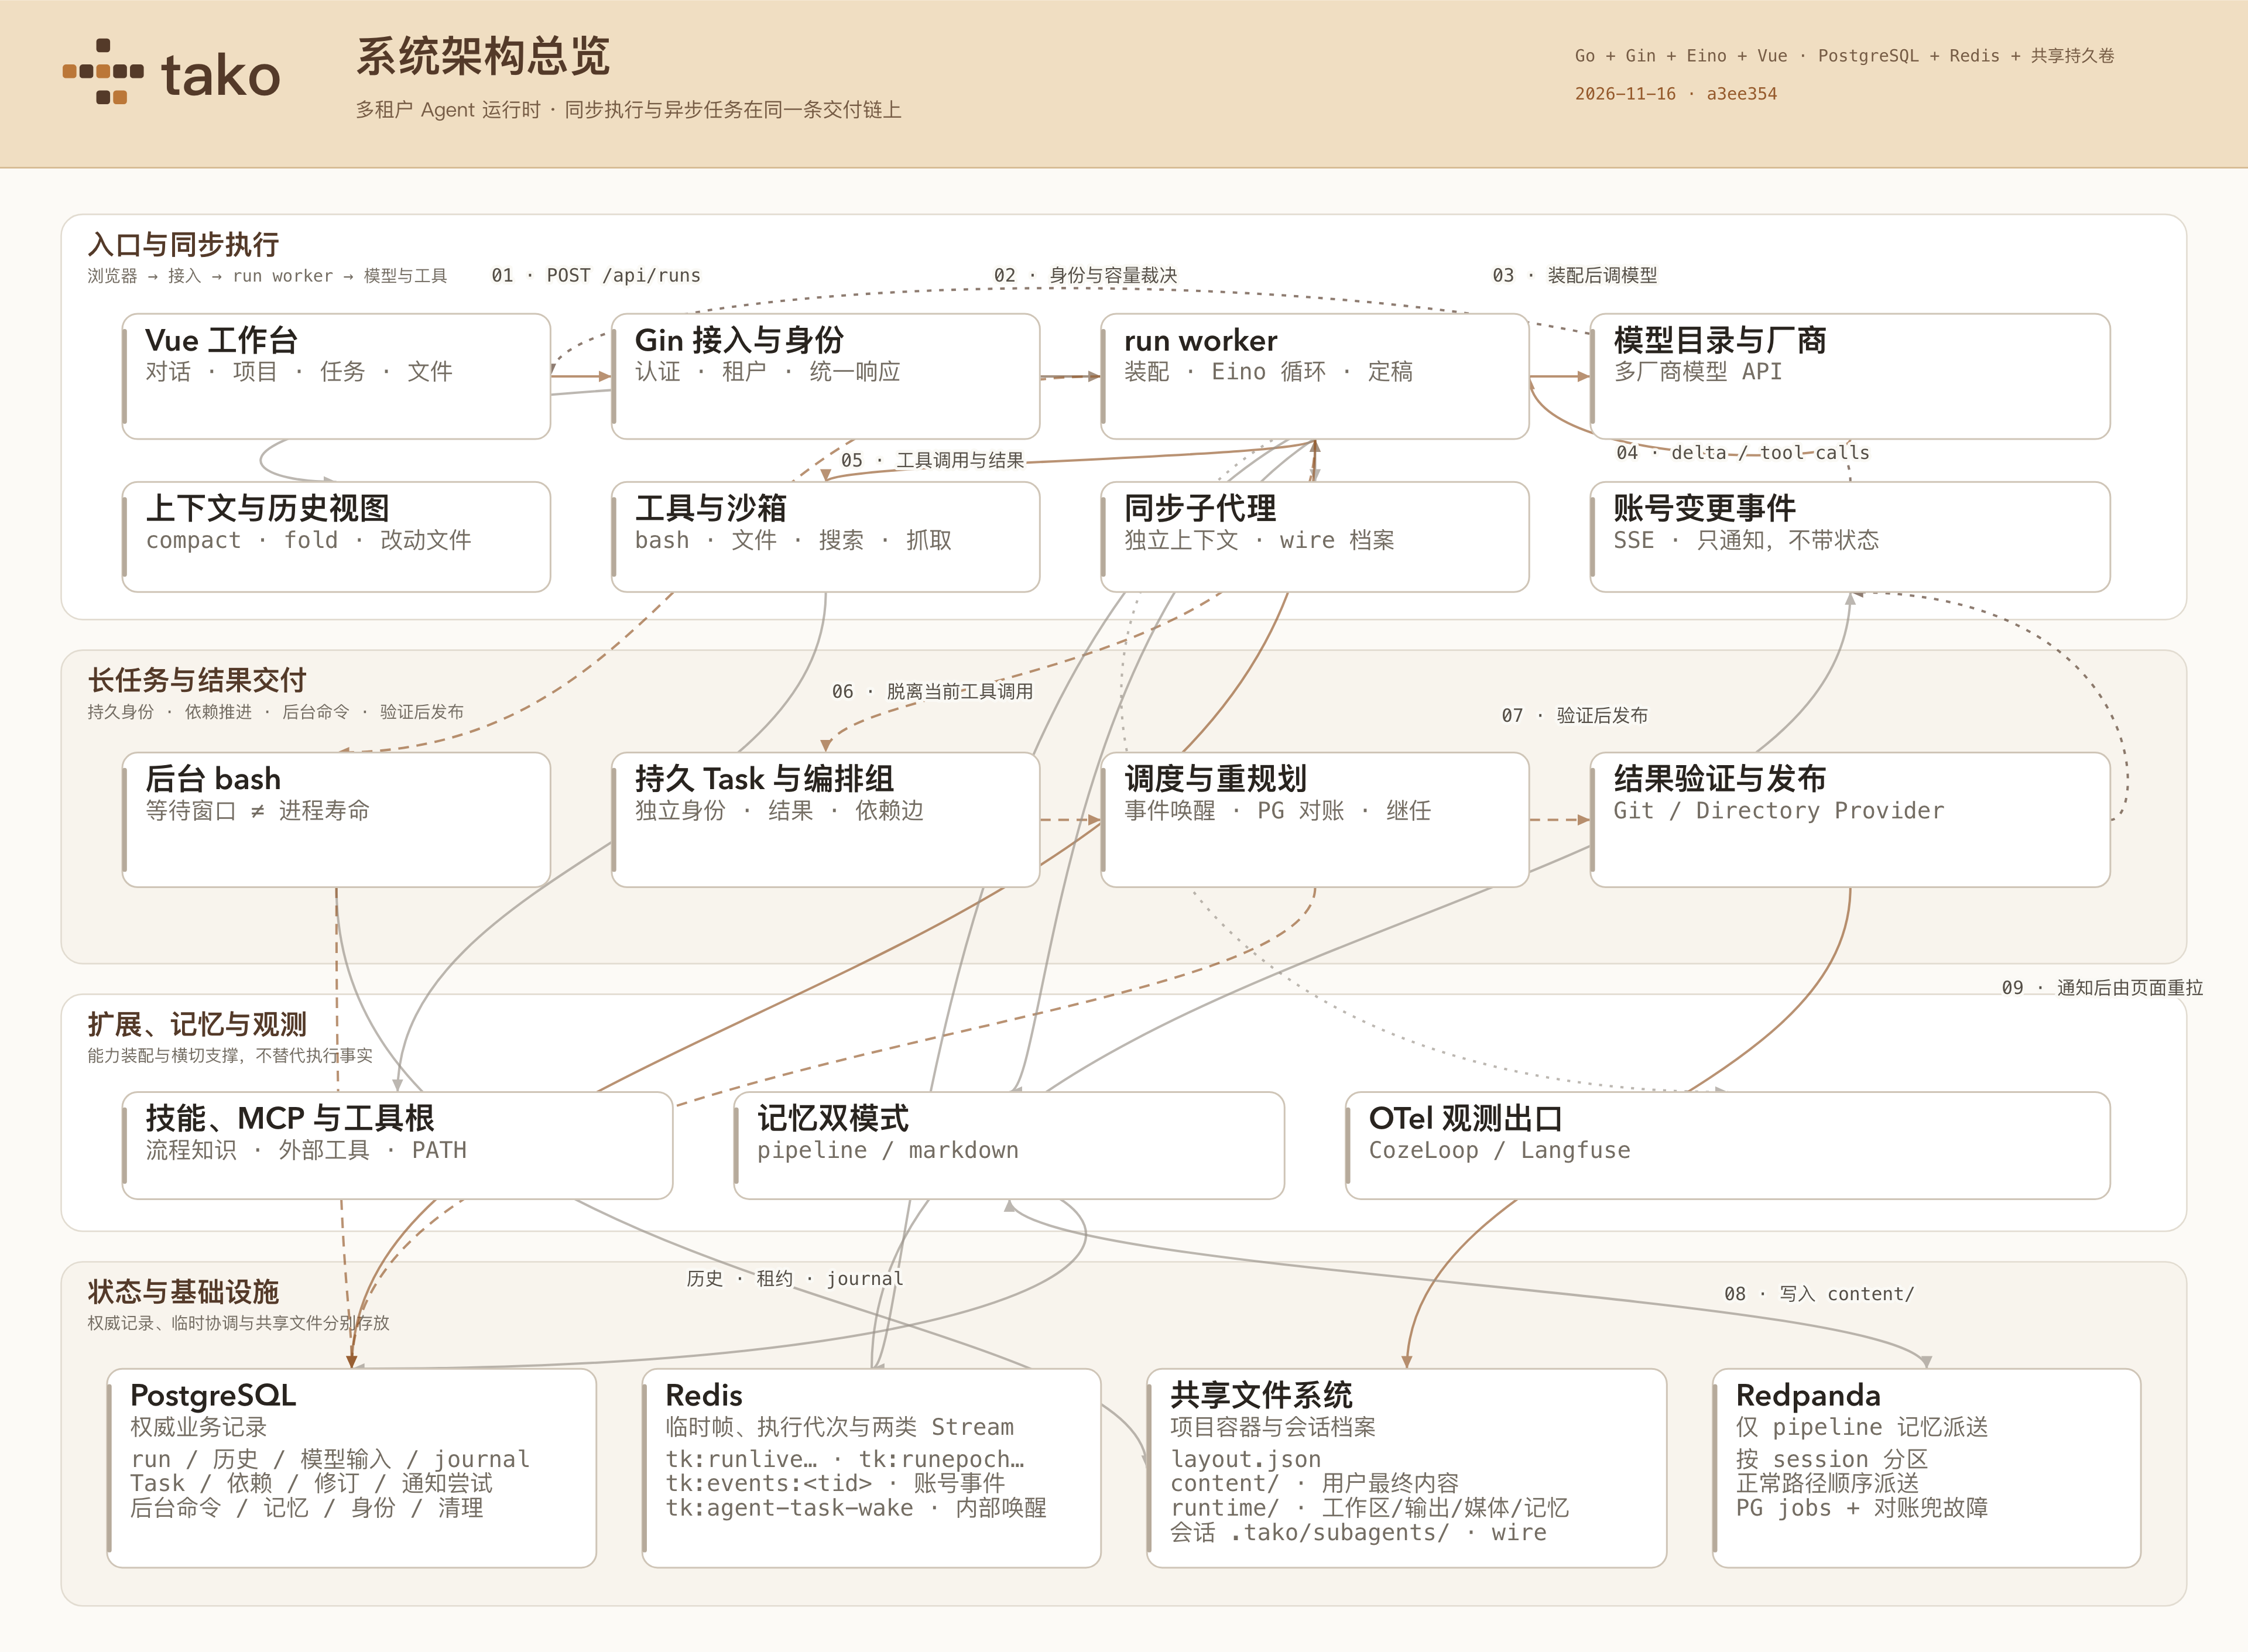 tako
系统架构总览
多租户 Agent 运行时 · 同步执行与异步任务在同一条交付链上
Go + Gin + Eino + Vue · PostgreSQL + Redis + 共享持久卷
2026-11-16 · a3ee354
入口与同步执行
浏览器 → 接入 → run worker → 模型与工具
01 · POST /api/runs
02 · 身份与容量裁决
03 · 装配后调模型
Vue 工作台
对话 · 项目 · 任务 · 文件
Gin 接入与身份
认证 · 租户 · 统一响应
run worker
装配 · Eino 循环 · 定稿
模型目录与厂商
多厂商模型 API
05 · 工具调用与结果
04 · delta / tool calls
上下文与历史视图
compact · fold · 改动文件
工具与沙箱
bash · 文件 · 搜索 · 抓取
同步子代理
独立上下文 · wire 档案
账号变更事件
SSE · 只通知，不带状态
长任务与结果交付
持久身份 · 依赖推进 · 后台命令 · 验证后发布
06 · 脱离当前工具调用
07 · 验证后发布
后台 bash
等待窗口 ≠ 进程寿命
持久 Task 与编排组
独立身份 · 结果 · 依赖边
调度与重规划
事件唤醒 · PG 对账 · 继任
结果验证与发布
Git / Directory Provider
09 · 通知后由页面重拉
扩展、记忆与观测
能力装配与横切支撑，不替代执行事实
技能、MCP 与工具根
流程知识 · 外部工具 · PATH
记忆双模式
pipeline / markdown
OTel 观测出口
CozeLoop / Langfuse
状态与基础设施
权威记录、临时协调与共享文件分别存放
历史 · 租约 · journal
08 · 写入 content/
PostgreSQL
权威业务记录
run / 历史 / 模型输入 / journal
Task / 依赖 / 修订 / 通知尝试
后台命令 / 记忆 / 身份 / 清理
Redis
临时帧、执行代次与两类 Stream
tk:runlive… · tk:runepoch…
tk:events:<tid> · 账号事件
tk:agent-task-wake · 内部唤醒
共享文件系统
项目容器与会话档案
layout.json
content/ · 用户最终内容
runtime/ · 工作区/输出/媒体/记忆
会话 .tako/subagents/ · wire
Redpanda
仅 pipeline 记忆派送
按 session 分区
正常路径顺序派送
PG jobs + 对账兜故障